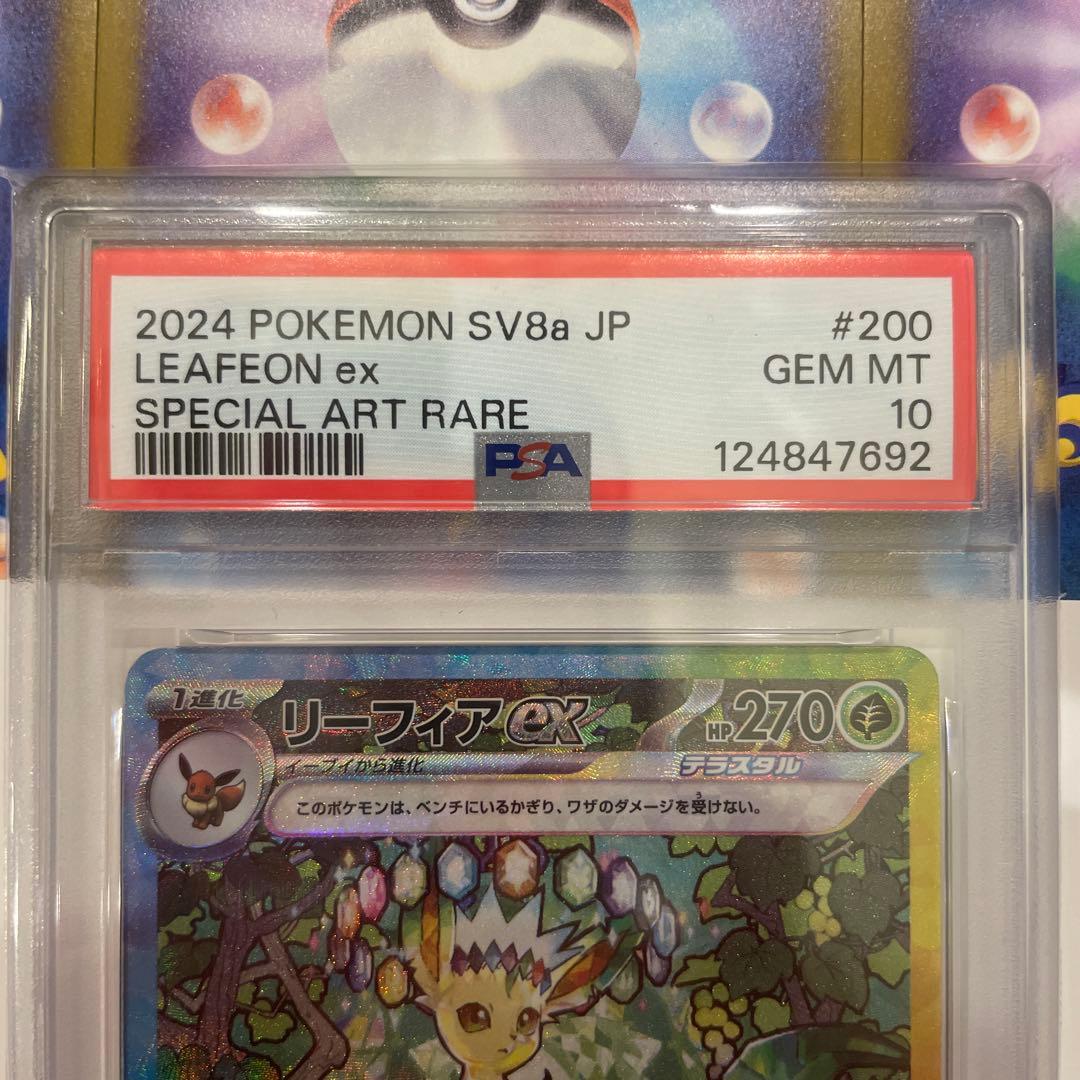 2024 POKEMON SV8a JP #200
LEAFEON ex GEM MT
SPECIAL ART RARE 10
PSA 124847692
1進化 リーフィアex HP270
イーブイから進化 テラスタル
このポケモンは、ベンチにいるかぎり、ワザのダメージを受けない。